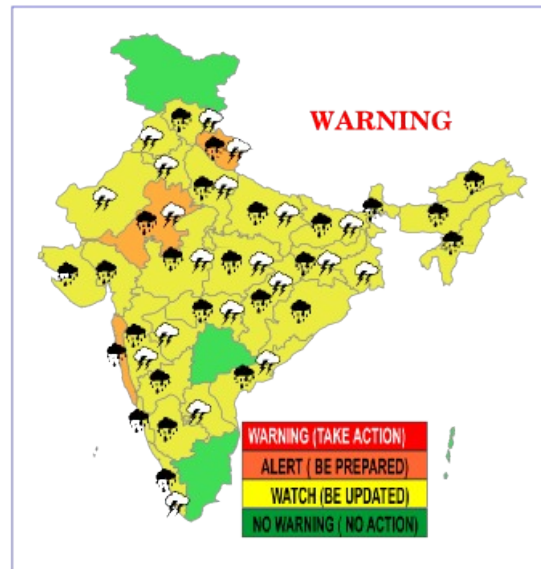 WARNING
WARNING (TAKE ACTION)
ALERT ( BE PREPARED)
WATCH (BE UPDATED)
NO WARNING ( NO ACTION)